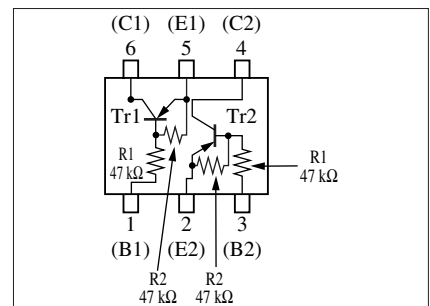 (C1) (E1) (C2)
6 5 4
Tr1 Tr2
R1
47 kΩ
R1
47 kΩ
1 2 3
(B1) (E2) (B2)
R2
47 kΩ
R2
47 kΩ